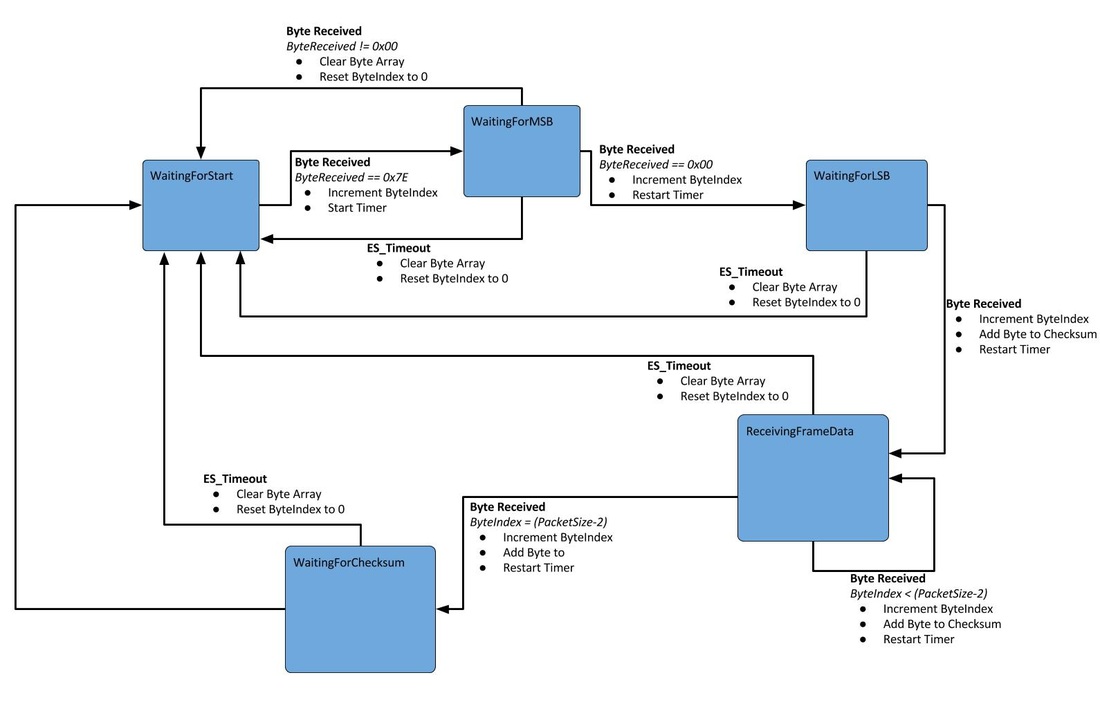 Byte Received
ByteReceived != 0x00
● Clear Byte Array
● Reset ByteIndex to 0
WaitingForMSB
WaitingForStart
Byte Received
ByteReceived == 0x7E
● Increment ByteIndex
● Start Timer
Byte Received
ByteReceived == 0x00
● Increment ByteIndex
● Restart Timer
WaitingForLSB
ES_Timeout
● Clear Byte Array
● Reset ByteIndex to 0
ES_Timeout
● Clear Byte Array
● Reset ByteIndex to 0
Byte Received
● Increment ByteIndex
● Add Byte to Checksum
● Restart Timer
ES_Timeout
● Clear Byte Array
● Reset ByteIndex to 0
ReceivingFrameData
ES_Timeout
● Clear Byte Array
● Reset ByteIndex to 0
Byte Received
ByteIndex = (PacketSize-2)
● Increment ByteIndex
● Add Byte to
● Restart Timer
WaitingForChecksum
Byte Received
ByteIndex < (PacketSize-2)
● Increment ByteIndex
● Add Byte to Checksum
● Restart Timer